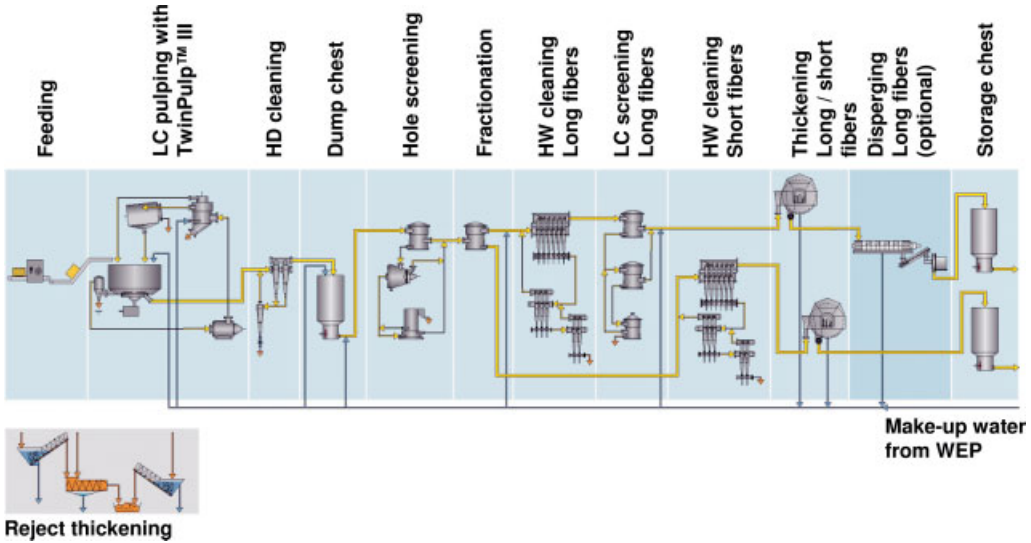 Feeding
LC pulping with
TwinPulp™ III
HD cleaning
Dump chest
Hole screening
Fractionation
HW cleaning
Long fibers
LC screening
Long fibers
HW cleaning
Short fibers
Thickening
Long / short
fibers
Disperging
Long fibers
(optional)
Storage chest
Make-up water
from WEP
Reject thickening